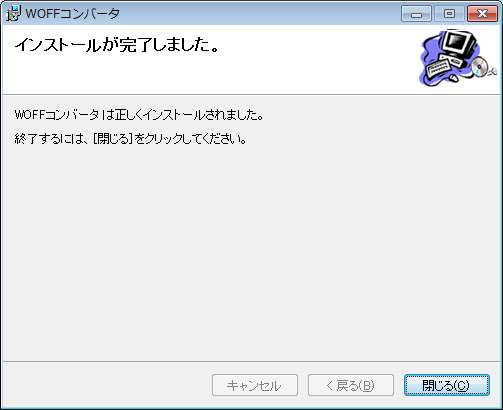 WOFFコンバータ
インストールが完了しました。
WOFFコンバータは正しくインストールされました。
終了するには、[閉じる]をクリックしてください。
キャンセル
< 戻る(B)
閉じる(C)